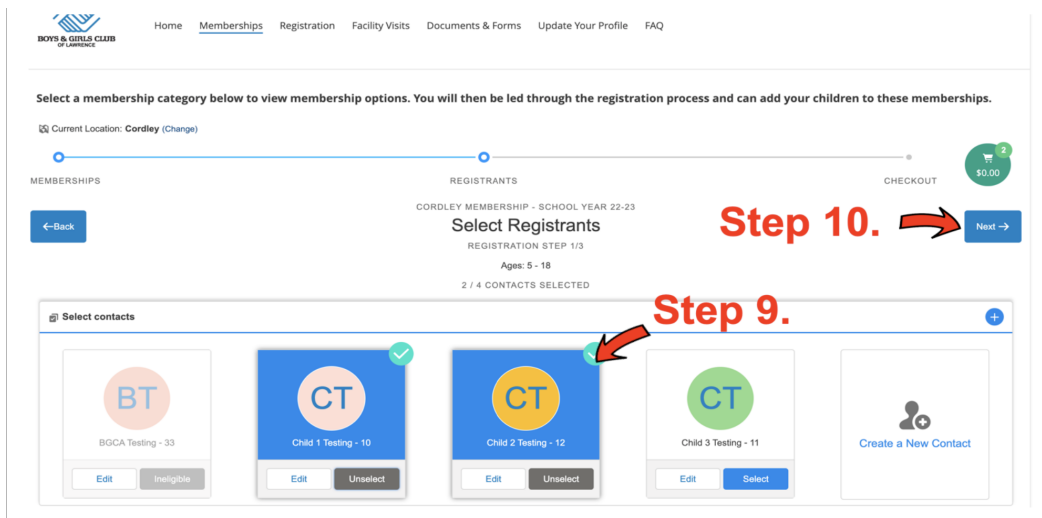 BOYS & GIRLS CLUB
OF LAWRENCE
Home Memberships Registration Facility Visits Documents & Forms Update Your Profile FAQ
Select a membership category below to view membership options. You will then be led through the registration process and can add your children to these memberships.
Current Location: Cordley (Change)
2
$0.00
MEMBERSHIPS REGISTRANTS CHECKOUT
CORDLEY MEMBERSHIP - SCHOOL YEAR 22-23
←Back
Select Registrants
Step 10.
Next →
REGISTRATION STEP 1/3
Ages: 5 - 18
2 / 4 CONTACTS SELECTED
Step 9.
Select contacts
+
BT
BGCA Testing - 33
Edit Ineligible
CT
Child 1 Testing - 10
Edit Unselect
CT
Child 2 Testing - 12
Edit Unselect
CT
Child 3 Testing - 11
Edit Select
Create a New Contact